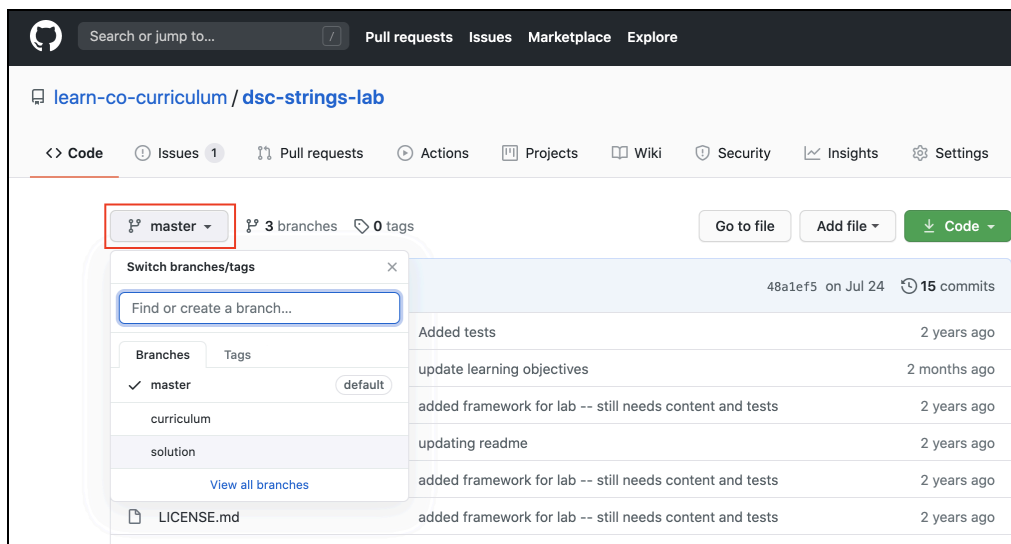 Search or jump to... /
Pull requests Issues Marketplace Explore
learn-co-curriculum / dsc-strings-lab
Code Issues 1 Pull requests Actions Projects Wiki Security Insights Settings
master 3 branches 0 tags Go to file Add file Code
Switch branches/tags
48a1ef5 on Jul 24 15 commits
Find or create a branch...
Added tests 2 years ago
Branches Tags
update learning objectives 2 months ago
master default
added framework for lab -- still needs content and tests 2 years ago
curriculum
updating readme 2 years ago
solution
added framework for lab -- still needs content and tests 2 years ago
View all branches
LICENSE.md added framework for lab -- still needs content and tests 2 years ago